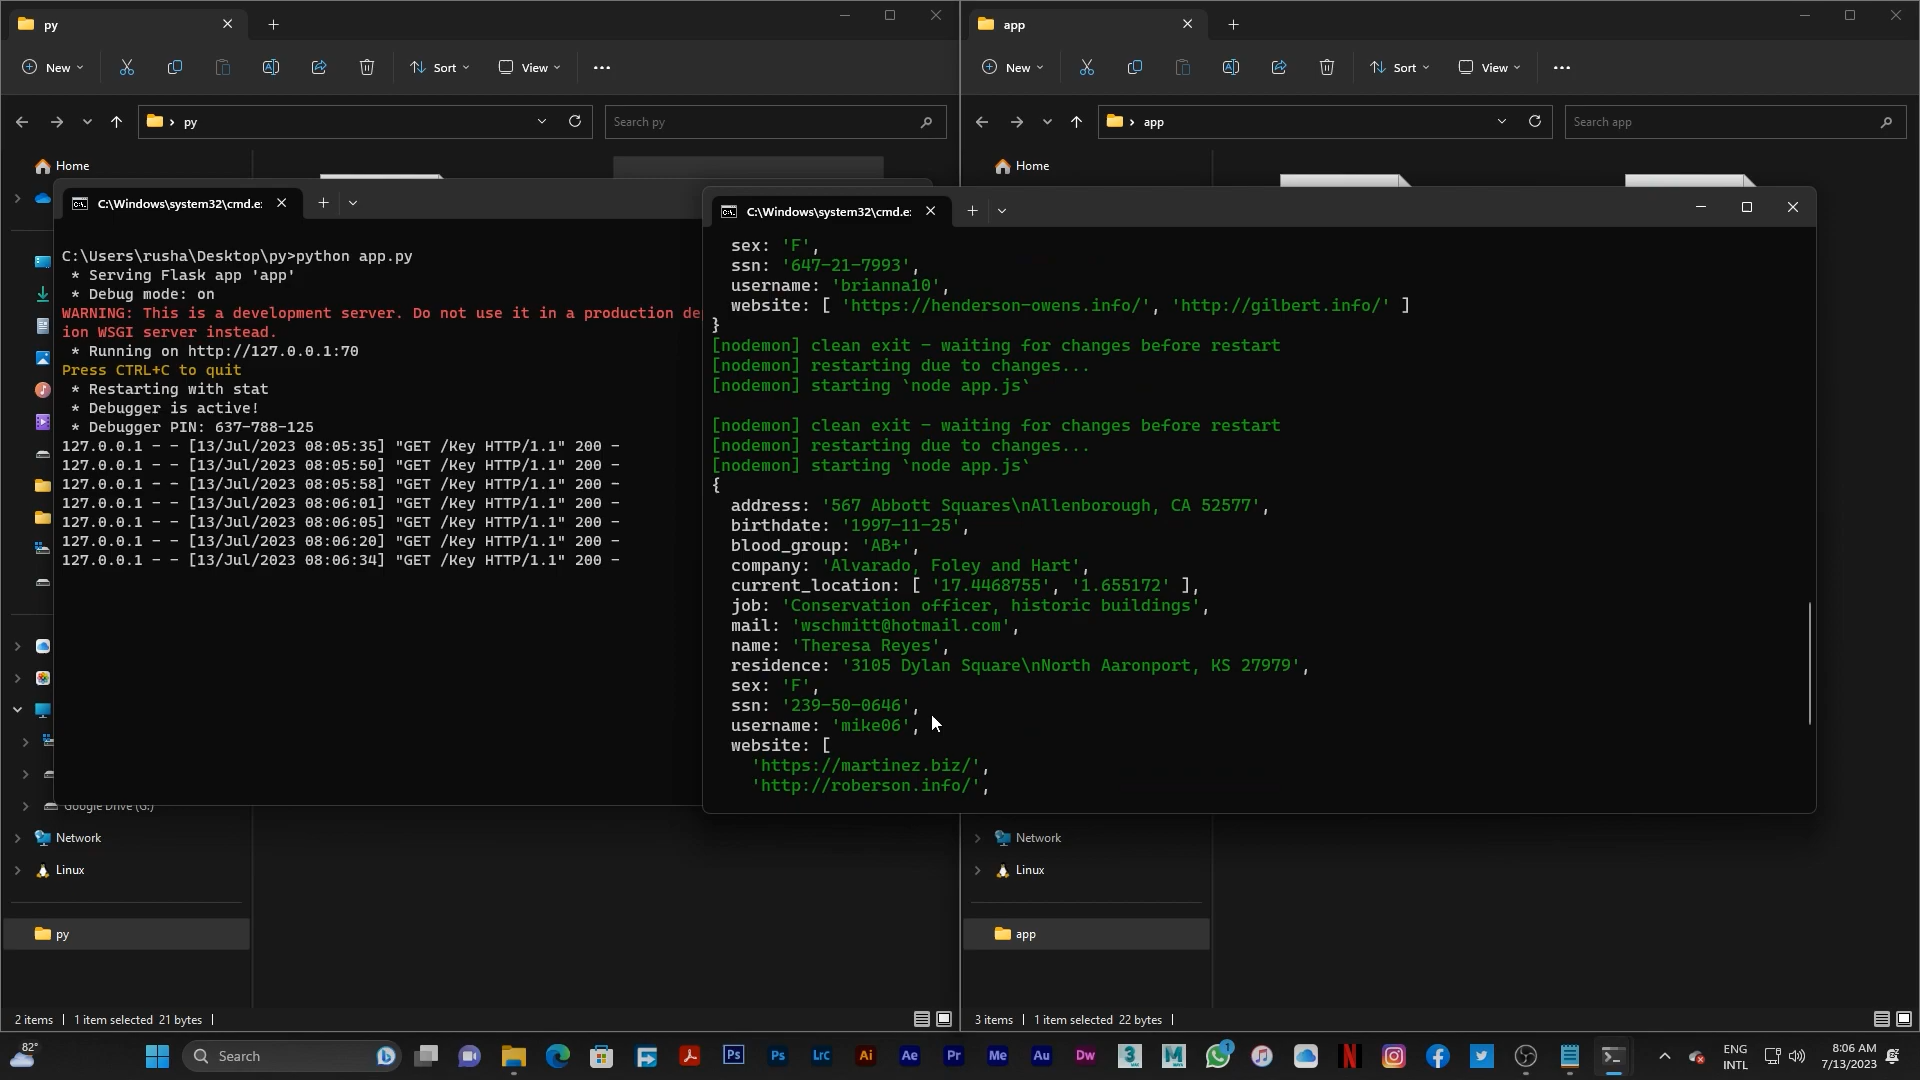 py
app
New
Sort
View
New
Sort
View
py
Search py
app
Search app
Home
Home
C:\Windows\system32\cmd.e:
C:\Windows\system32\cmd.e:
C:\Users\rusha\Desktop\py>python app.py
* Serving Flask app 'app'
* Debug mode: on
WARNING: This is a development server. Do not use it in a production de
ion WSGI server instead.
* Running on http://127.0.0.1:70
Press CTRL+C to quit
* Restarting with stat
* Debugger is active!
* Debugger PIN: 637-788-125
127.0.0.1 - - [13/Jul/2023 08:05:35] "GET /Key HTTP/1.1" 200 -
127.0.0.1 - - [13/Jul/2023 08:05:50] "GET /Key HTTP/1.1" 200 -
127.0.0.1 - - [13/Jul/2023 08:05:58] "GET /Key HTTP/1.1" 200 -
127.0.0.1 - - [13/Jul/2023 08:06:01] "GET /Key HTTP/1.1" 200 -
127.0.0.1 - - [13/Jul/2023 08:06:05] "GET /Key HTTP/1.1" 200 -
127.0.0.1 - - [13/Jul/2023 08:06:20] "GET /Key HTTP/1.1" 200 -
127.0.0.1 - - [13/Jul/2023 08:06:34] "GET /Key HTTP/1.1" 200 -
sex: 'F',
ssn: '647-21-7993',
username: 'brianna10',
website: [ 'https://henderson-owens.info/', 'http://gilbert.info/' ]
}
[nodemon] clean exit - waiting for changes before restart
[nodemon] restarting due to changes...
[nodemon] starting `node app.js`
[nodemon] clean exit - waiting for changes before restart
[nodemon] restarting due to changes...
[nodemon] starting `node app.js`
{
address: '567 Abbott Squares\nAllenborough, CA 52577',
birthdate: '1997-11-25',
blood_group: 'AB+',
company: 'Alvarado, Foley and Hart',
current_location: [ '17.4468755', '1.655172' ],
job: 'Conservation officer, historic buildings',
mail: 'wschmitt@hotmail.com',
name: 'Theresa Reyes',
residence: '3105 Dylan Square\nNorth Aaronport, KS 27979',
sex: 'F',
ssn: '239-50-0646',
username: 'mike06',
website: [
'https://martinez.biz/',
'http://roberson.info/',
Google Drive (G:)
Network
Linux
py
Network
Linux
app
2 items | 1 item selected 21 bytes |
3 items | 1 item selected 22 bytes |
82°
Search
Ps
Ps
LrC
Ai
Ae
Pr
Me
Au
Dw
3
M
1
N
ENG
INTL
8:06 AM
7/13/2023